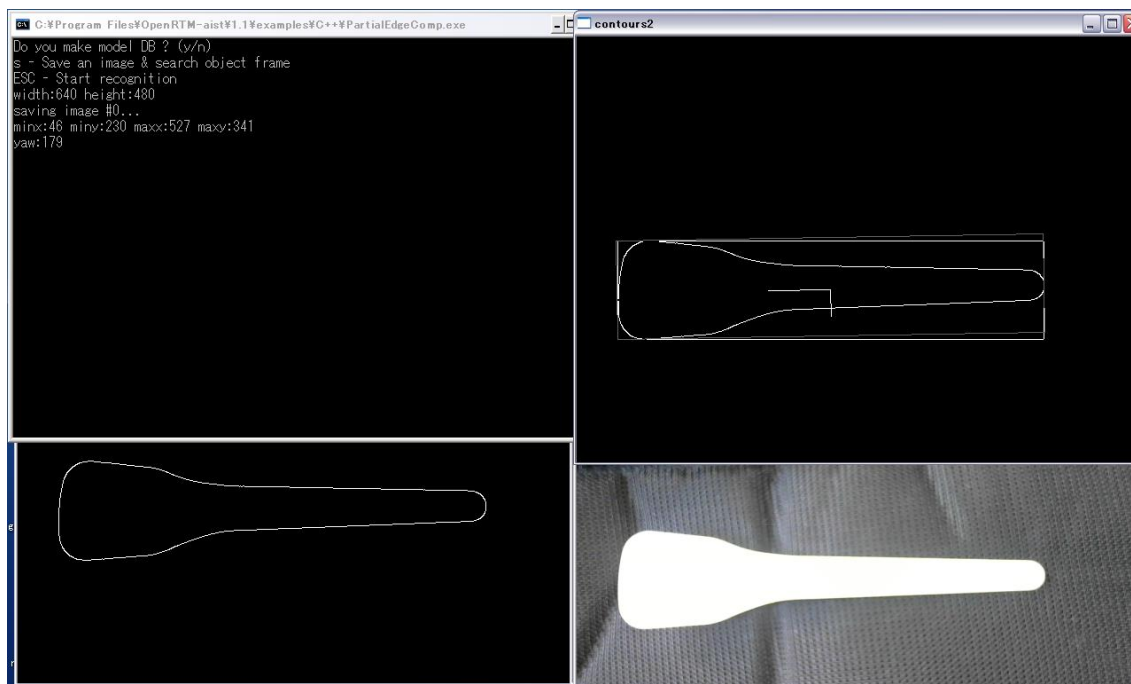 C:¥Program Files¥OpenRTM-aist¥1.1¥examples¥C++¥PartialEdgeComp.exe
Do you make model DB ? (y/n)
s - Save an image & search object frame
ESC - Start recognition
width:640 height:480
saving image #0...
minx:46 miny:230 maxx:527 maxy:341
yaw:179
contours2